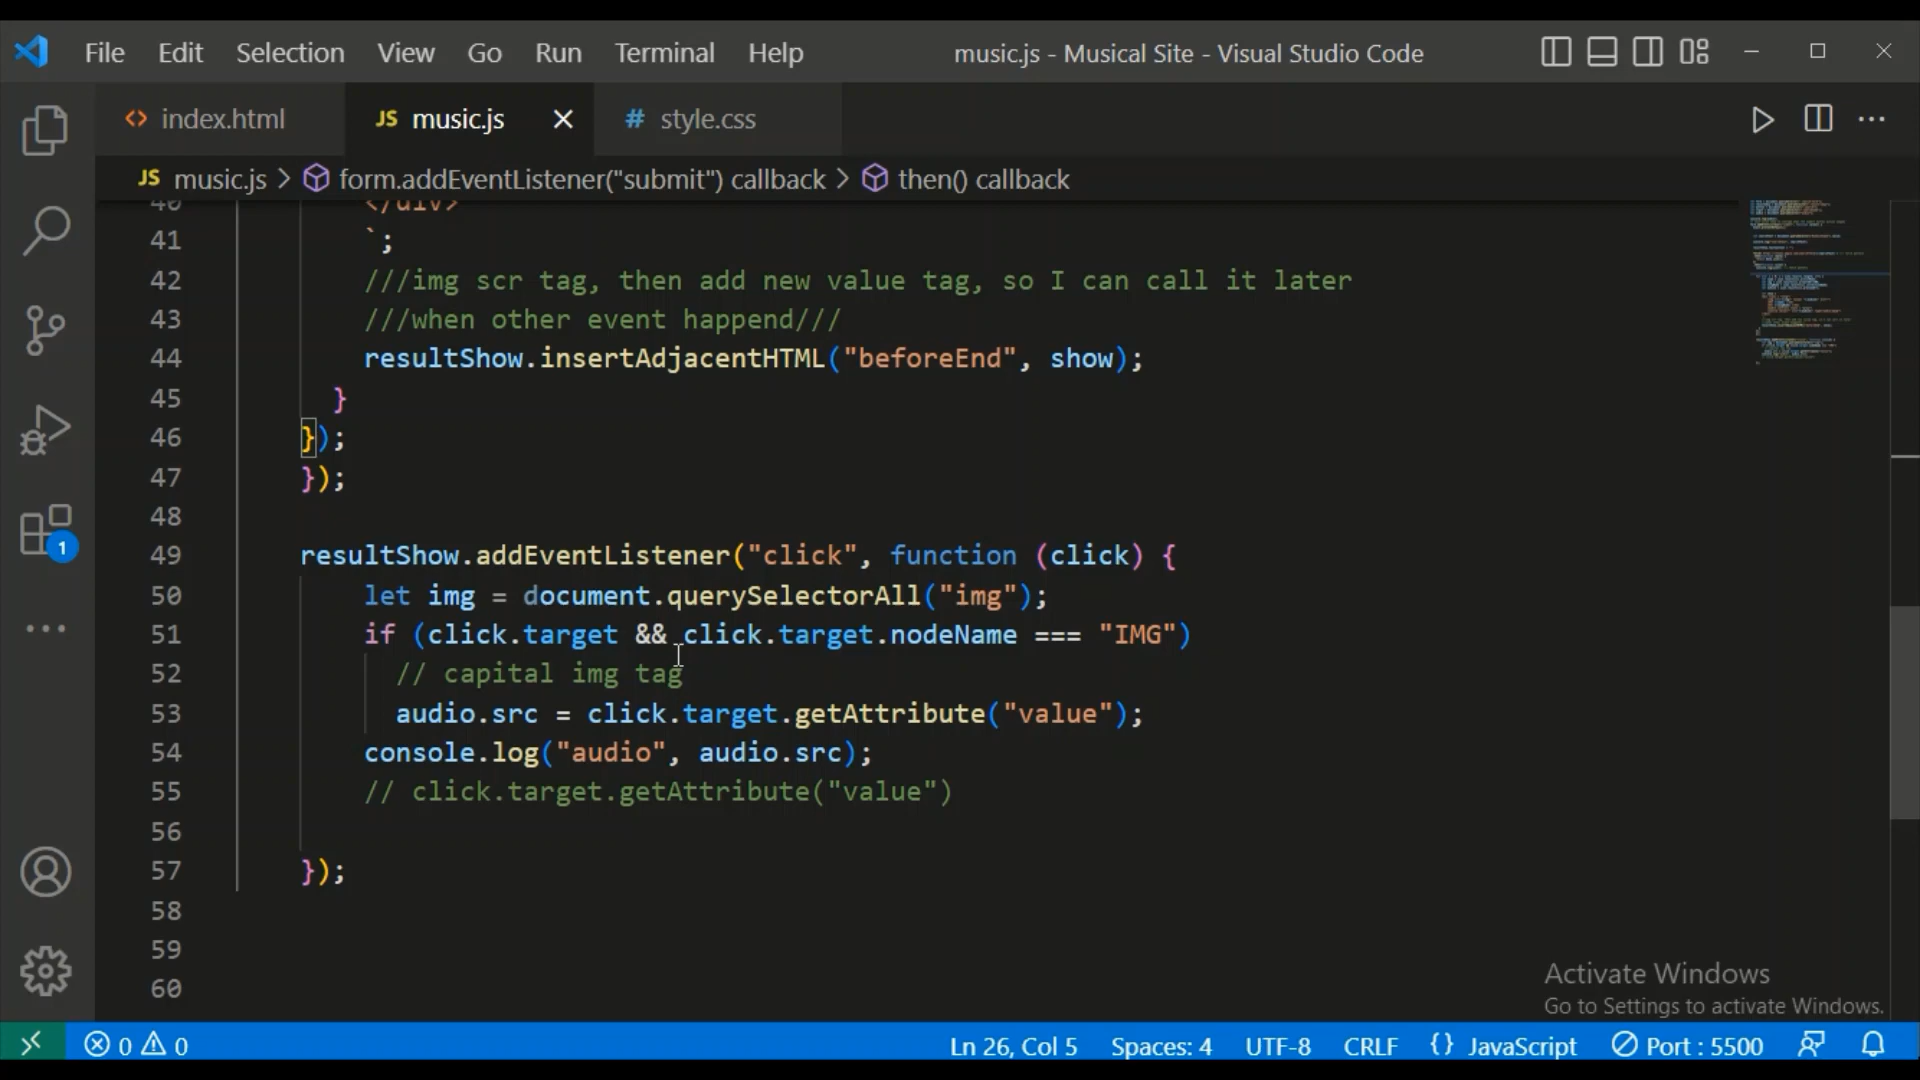 File Edit Selection View Go Run Terminal Help music.js - Musical Site - Visual Studio Code
<> index.html JS music.js # style.css
JS music.js > form.addEventListener("submit") callback > then() callback
40 </div>
41 `;
42 ///img scr tag, then add new value tag, so I can call it later
43 ///when other event happend///
44 resultShow.insertAdjacentHTML("beforeEnd", show);
45 }
46 });
47 });
48
49 resultShow.addEventListener("click", function (click) {
50 let img = document.querySelectorAll("img");
51 if (click.target && click.target.nodeName === "IMG")
52 // capital img tag
53 audio.src = click.target.getAttribute("value");
54 console.log("audio", audio.src);
55 // click.target.getAttribute("value")
56
57 });
58
59
60
1
Activate Windows
Go to Settings to activate Windows.
0 0 Ln 26, Col 5 Spaces: 4 UTF-8 CRLF {} JavaScript Port : 5500